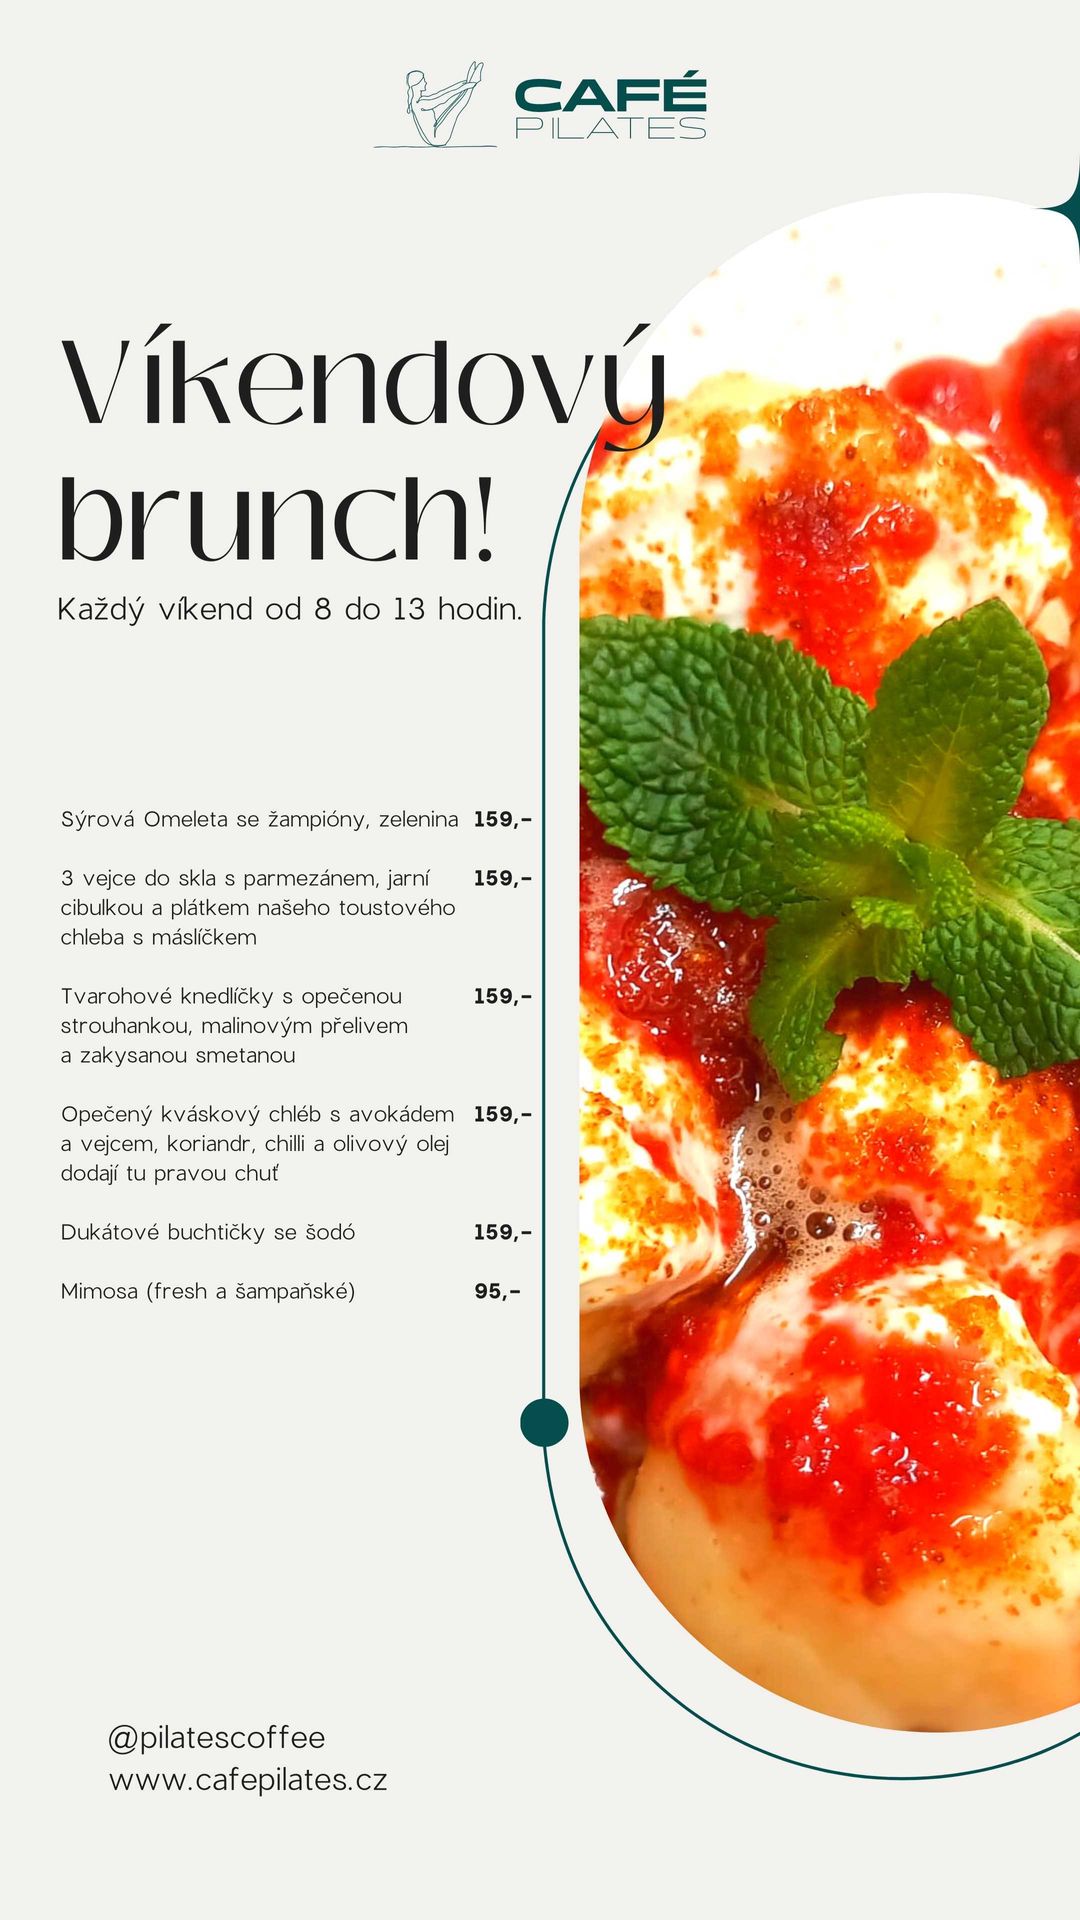 CAFÉ
PILATES
Víkendový
brunch!
Každý víkend od 8 do 13 hodin.
Sýrová Omeleta se žampióny, zelenina 159,-
3 vejce do skla s parmezánem, jarní 159,-
cibulkou a plátkem našeho toustového
chleba s máslíčkem
Tvarohové knedlíčky s opečenou 159,-
strouhankou, malinovým přelivem
a zakysanou smetanou
Opečený kváskový chléb s avokádem 159,-
a vejcem, koriandr, chilli a olivový olej
dodají tu pravou chuť
Dukátové buchtičky se šodó 159,-
Mimosa (fresh a šampaňské) 95,-
@pilatescoffee
www.cafepilates.cz